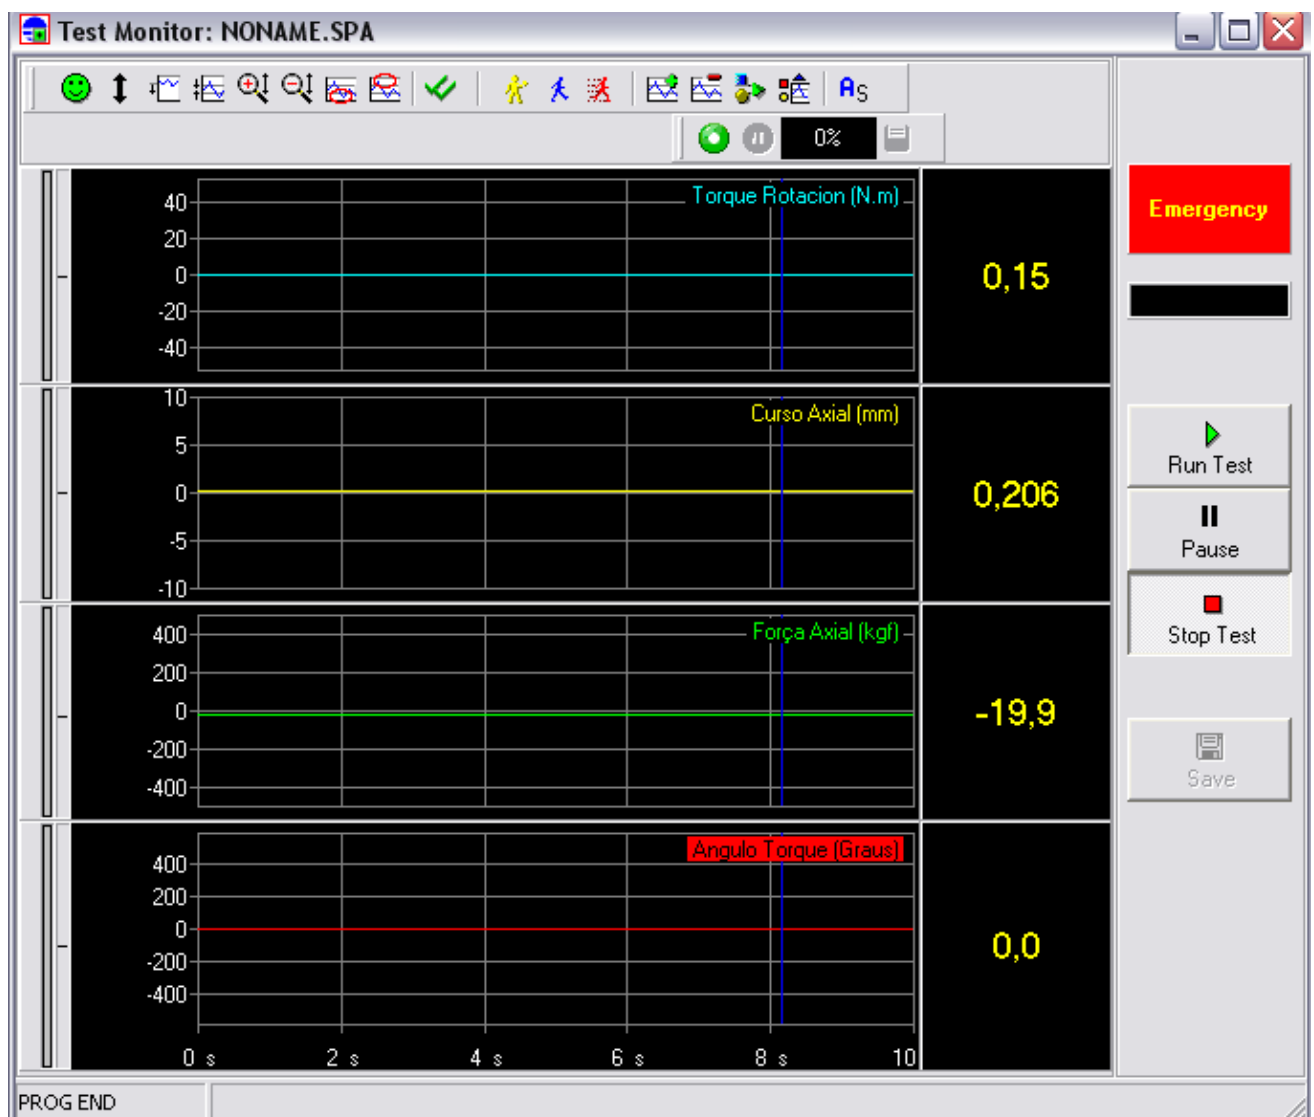 Test Monitor: NONAME.SPA
As
0%
Emergency
40
20
0
-20
-40
Torque Rotacion (N.m)
0,15
10
5
0
-5
-10
Curso Axial (mm)
0,206
Run Test
Pause
Stop Test
400
200
0
-200
-400
Força Axial (kgf)
-19,9
Save
400
200
0
-200
-400
Angulo Torque (Graus)
0,0
0 s 2 s 4 s 6 s 8 s 10
PROG END